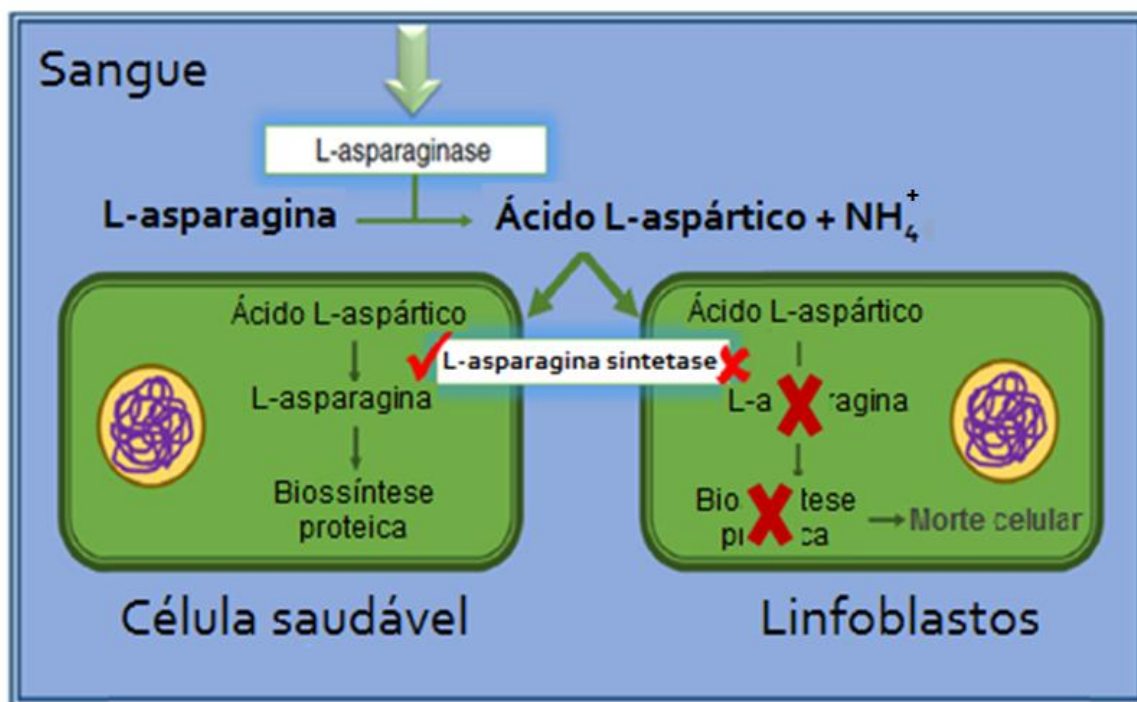 Sangue
L-asparaginase
L-asparagina
Ácido L-aspártico + NH₄⁺
Ácido L-aspártico
L-asparagina
Biossíntese
proteica
L-asparagina sintetase
Ácido L-aspártico
Morte celular
Célula saudável
Linfoblastos